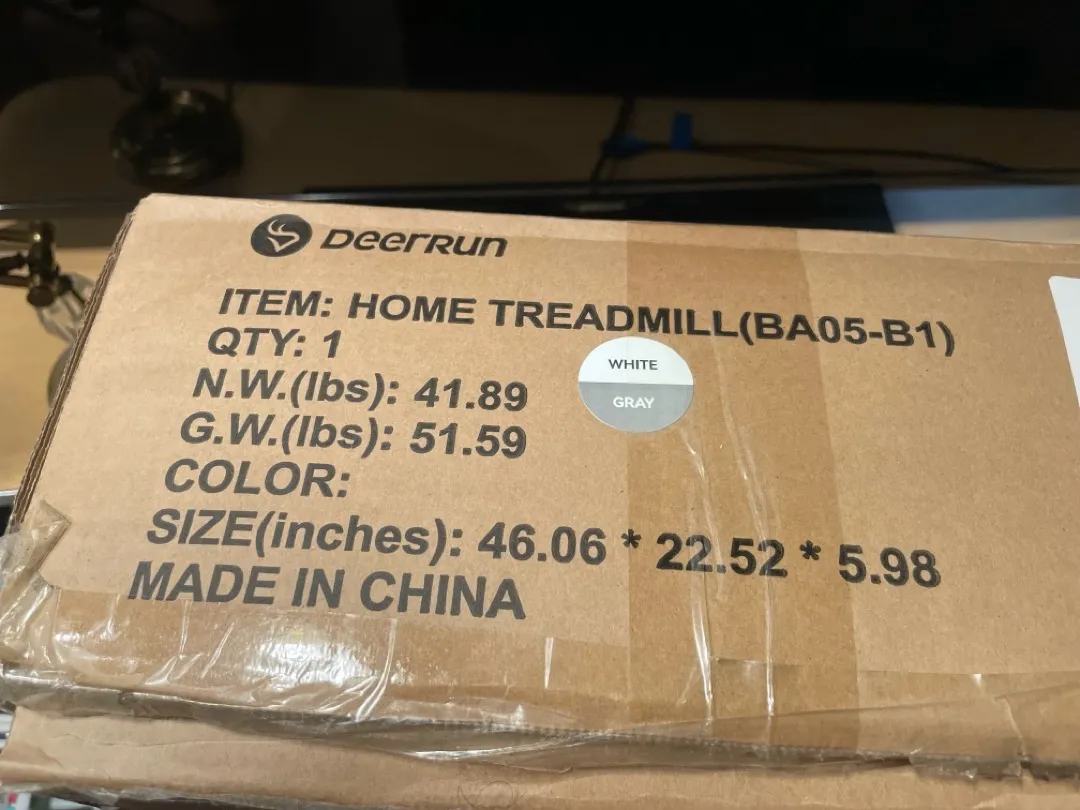 DeerRun
ITEM: HOME TREADMILL(BA05-B1)
QTY: 1
N.W.(lbs): 41.89
G.W.(lbs): 51.59
COLOR:
WHITE
GRAY
SIZE(inches): 46.06 * 22.52 * 5.98
MADE IN CHINA